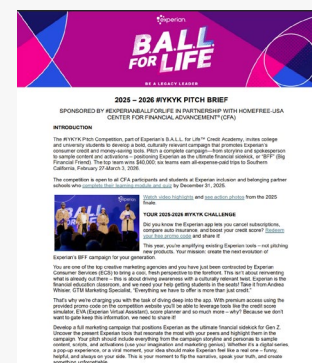 experian
B.A.L.L.
FOR LIFE
BE A LEGACY LEADER
2025 – 2026 #IYKYK PITCH BRIEF
SPONSORED BY #EXPERIANBALLFORLIFE IN PARTNERSHIP WITH HOMEFREE-USA
CENTER FOR FINANCIAL ADVANCEMENT® (CFA)
INTRODUCTION
The #IYKYK Pitch Competition, part of Experian's B.A.L.L. for Life™ Credit Academy, invites college
and university students to develop a bold, culturally relevant campaign that promotes Experian's
consumer credit and money-saving tools. Pitch a complete campaign—from storyline and spokesperson
to sample content and activations – positioning Experian as the ultimate financial sidekick, or "BFF" (Big
Financial Friend). The top team wins $40,000, six teams earn all-expense-paid trips to Southern
California, February 27-March 3, 2026.
The competition is open to all CFA participants and students at Experian inclusion and belonging partner
schools who complete their learning module and quiz by December 31, 2025.
Watch video highlights and see action photos from the 2025
finale.
YOUR 2025-2026 #IYKYK CHALLENGE
Did you know the Experian app lets you cancel subscriptions,
compare auto insurance, and boost your credit score? Redeem
your free promo code and share it!
This year, you're amplifying existing Experian tools —not pitching
new products. Your mission: create the next evolution of
Experian's BFF campaign for your generation.
You are one of the top creative marketing agencies and you have just been contacted by Experian
Consumer Services (ECS) to bring a cool, fresh perspective to the forefront. This isn't about reinventing
what is already out there – this is about driving awareness with a culturally relevant twist. Experian is the
financial education classroom, and we need your help getting students in the seats! Take it from Andrea
Whisler, GTM Marketing Specialist, "Everything we have to offer is more than just credit."
That's why we're charging you with the task of diving deep into the app. With premium access using the
provided promo code on the competition website you'll be able to leverage tools like the credit score
simulator, EVA (Experian Virtual Assistant), score planner and so much more – why? Because we don't
want to gate keep this information, we need to invest in it.
Develop a full marketing campaign that positions Experian as the ultimate financial sidekick for Gen Z.
Uncover the present Experian tools that resonate the most with your peers and highlight them in the
campaign. Your pitch should include everything from the campaign storyline and personas to sample
content, scripts, and activations (use your imagination and marketing genius). Whether it's a digital series,
a pop-up experience, or a viral moment, your idea should make Experian feel like a real one – funny,
helpful, and always on your side. This is your moment to flip the narrative, speak your truth, and create
something unforgettable.